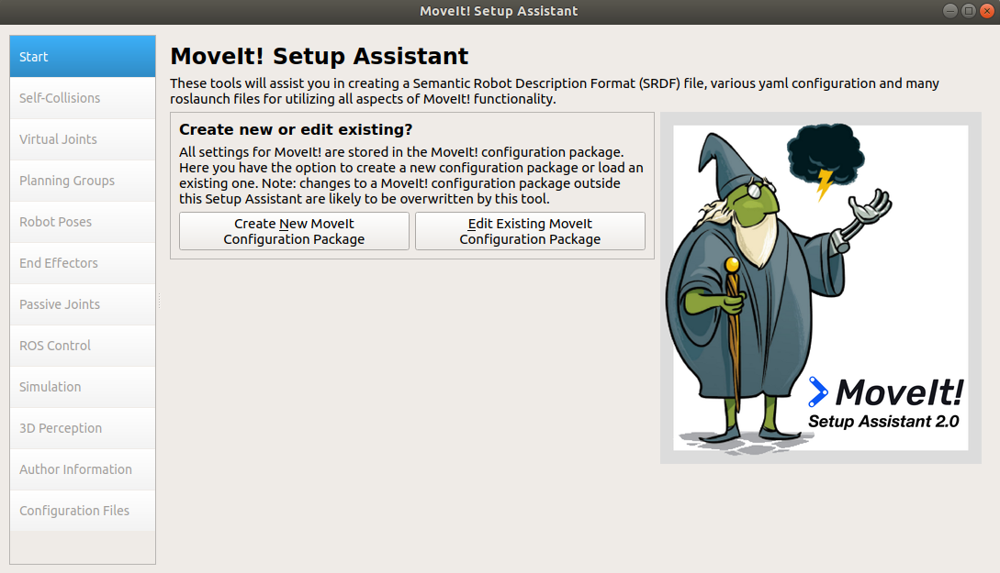 MoveIt! Setup Assistant
Start
Self-Collisions
Virtual Joints
Planning Groups
Robot Poses
End Effectors
Passive Joints
ROS Control
Simulation
3D Perception
Author Information
Configuration Files
MoveIt! Setup Assistant
These tools will assist you in creating a Semantic Robot Description Format (SRDF) file, various yaml configuration and many
roslaunch files for utilizing all aspects of MoveIt! functionality.
Create new or edit existing?
All settings for MoveIt! are stored in the MoveIt! configuration package.
Here you have the option to create a new configuration package or load an
existing one. Note: changes to a MoveIt! configuration package outside
this Setup Assistant are likely to be overwritten by this tool.
Create New MoveIt
Configuration Package
Edit Existing MoveIt
Configuration Package
MoveIt!
Setup Assistant 2.0